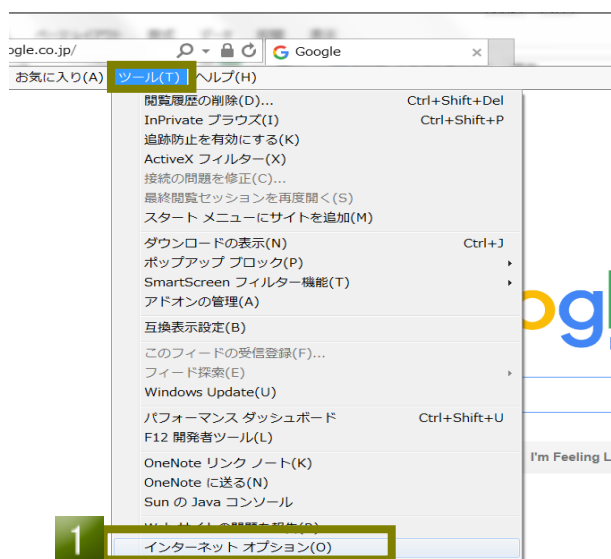 ogle.co.jp/
Google
お気に入り(A) ツール(T) ヘルプ(H)
閲覧履歴の削除(D)... Ctrl+Shift+Del
InPrivate ブラウズ(I) Ctrl+Shift+P
追跡防止を有効にする(K)
ActiveX フィルター(X)
接続の問題を修正(C)...
最終閲覧セッションを再度開く(S)
スタート メニューにサイトを追加(M)
ダウンロードの表示(N) Ctrl+J
ポップアップ ブロック(P)
SmartScreen フィルター機能(T)
アドオンの管理(A)
互換表示設定(B)
このフィードの受信登録(F)...
フィード探索(E)
Windows Update(U)
パフォーマンス ダッシュボード Ctrl+Shift+U
F12 開発者ツール(L)
OneNote リンク ノート(K)
OneNote に送る(N)
Sun の Java コンソール
1 インターネット オプション(O)
og
I'm Feeling L